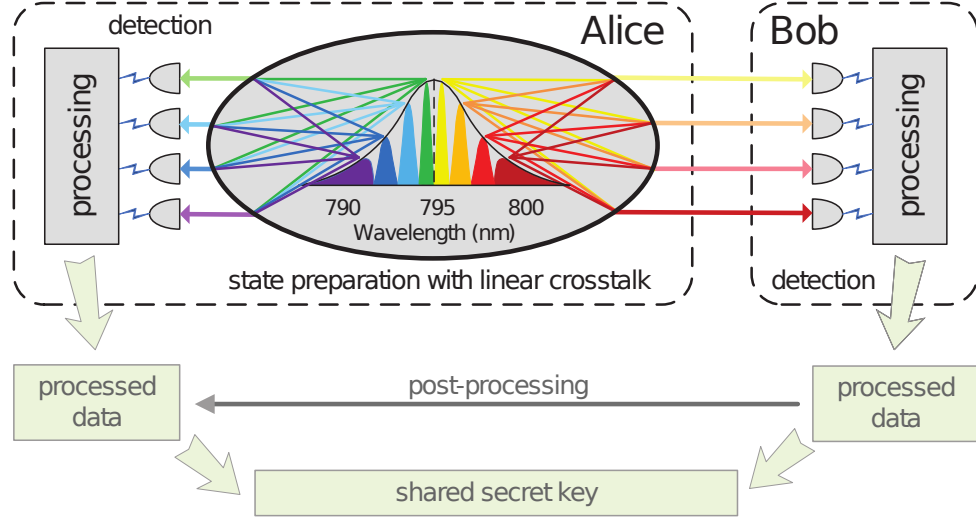 detection
Alice
Bob
processing
processing
790 795 800
Wavelength (nm)
state preparation with linear crosstalk
detection
processed
data
post-processing
processed
data
shared secret key